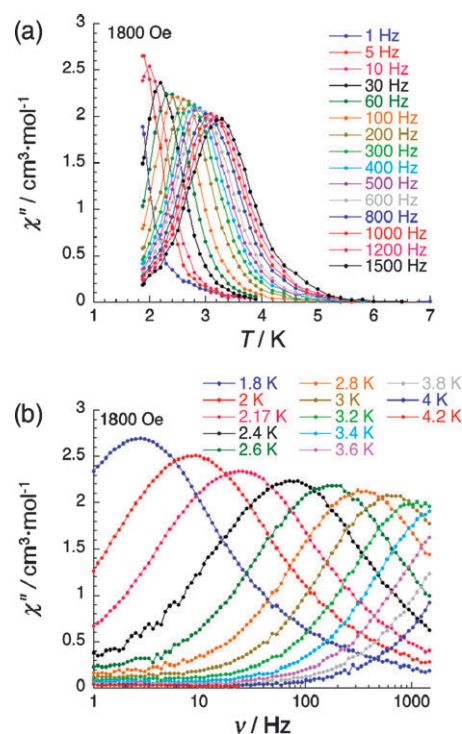 (a)
1800 Oe
1 Hz
5 Hz
10 Hz
30 Hz
60 Hz
100 Hz
200 Hz
300 Hz
400 Hz
500 Hz
600 Hz
800 Hz
1000 Hz
1200 Hz
1500 Hz
χ″ / cm³·mol⁻¹
3
2.5
2
1.5
1
0.5
0
1 2 3 4 5 6 7
T / K
(b)
1800 Oe
1.8 K 2.8 K 3.8 K
2 K 3 K 4 K
2.17 K 3.2 K 4.2 K
2.4 K 3.4 K
2.6 K 3.6 K
χ″ / cm³·mol⁻¹
3
2.5
2
1.5
1
0.5
0
1 10 100 1000
ν / Hz